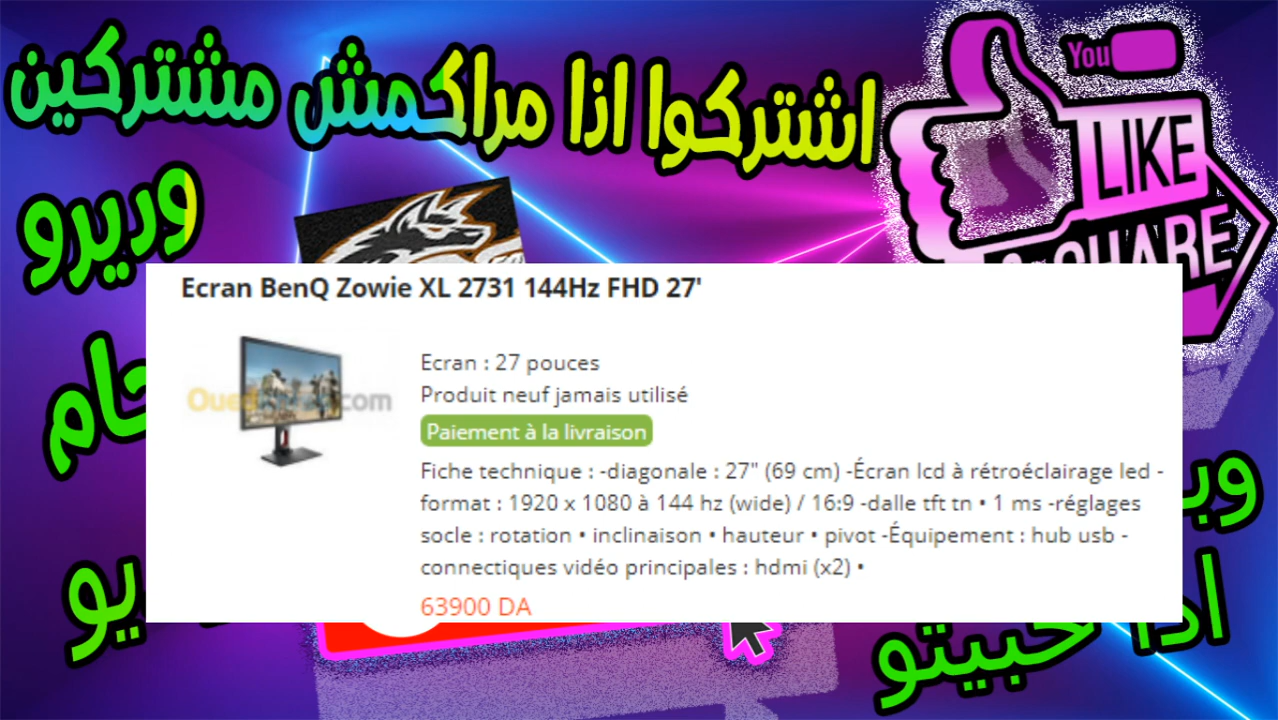 اشتركوا اذا مراكمش مشتركين
You
LIKE
SHARE
وديرو
Ecran BenQ Zowie XL 2731 144Hz FHD 27'
Ecran : 27 pouces
Produit neuf jamais utilisé
Paiement à la livraison
Fiche technique : -diagonale : 27" (69 cm) -Écran lcd à rétroéclairage led -
format : 1920 x 1080 à 144 hz (wide) / 16:9 -dalle tft tn • 1 ms -réglages
socle : rotation • inclinaison • hauteur • pivot -Équipement : hub usb -
connectiques vidéo principales : hdmi (x2) •
63900 DA
اذا حبيتو